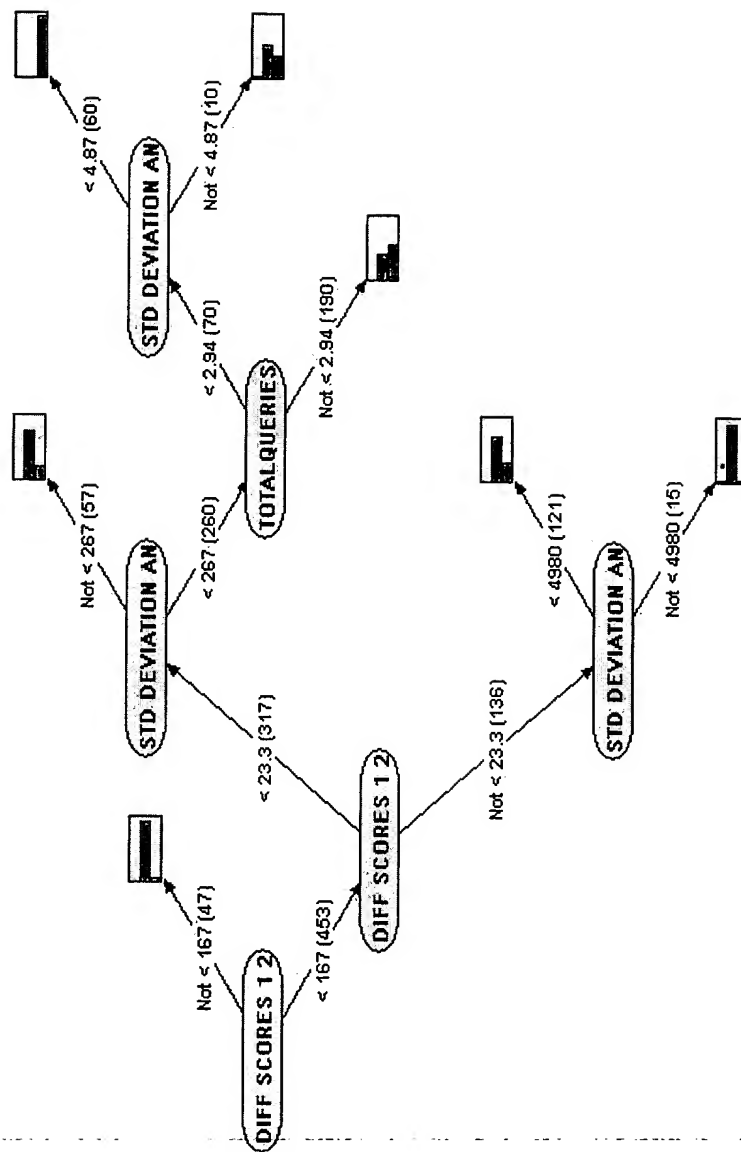 DIFF SCORES 1 2
Not < 167 (47)
< 167 (453)
DIFF SCORES 1 2
< 23.3 (317)
Not < 23.3 (136)
STD DEVIATION AN
Not < 267 (57)
< 267 (260)
STD DEVIATION AN
< 4980 (121)
Not < 4980 (15)
TOTALQUERIES
< 2.94 (70)
Not < 2.94 (190)
STD DEVIATION AN
< 4.87 (60)
Not < 4.87 (10)